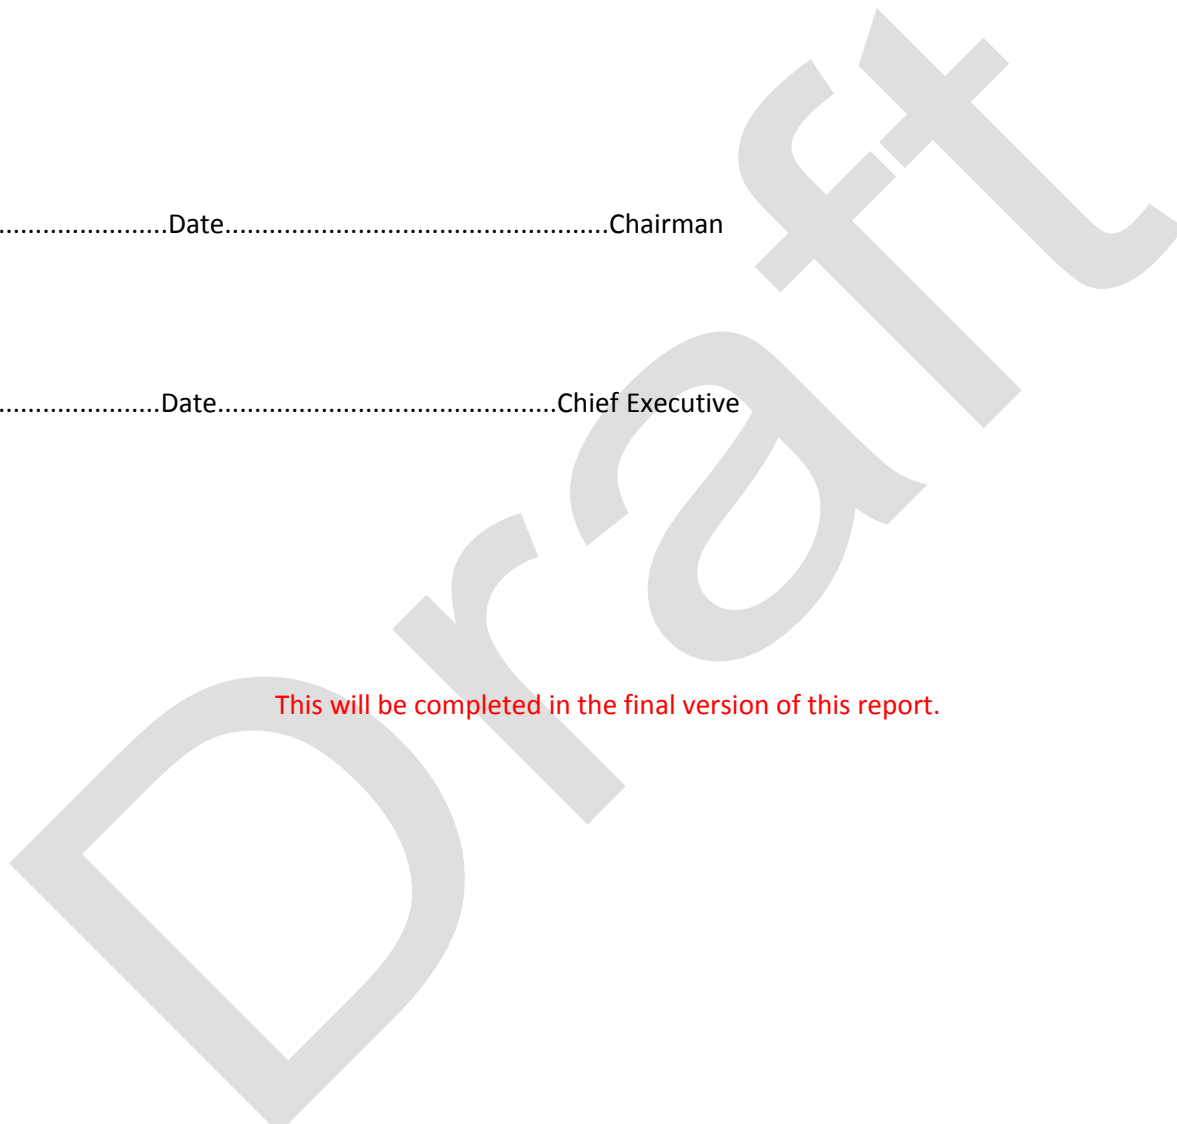 .......................Date....................................................Chairman
......................Date..............................................Chief Executive
This will be completed in the final version of this report.
Draft